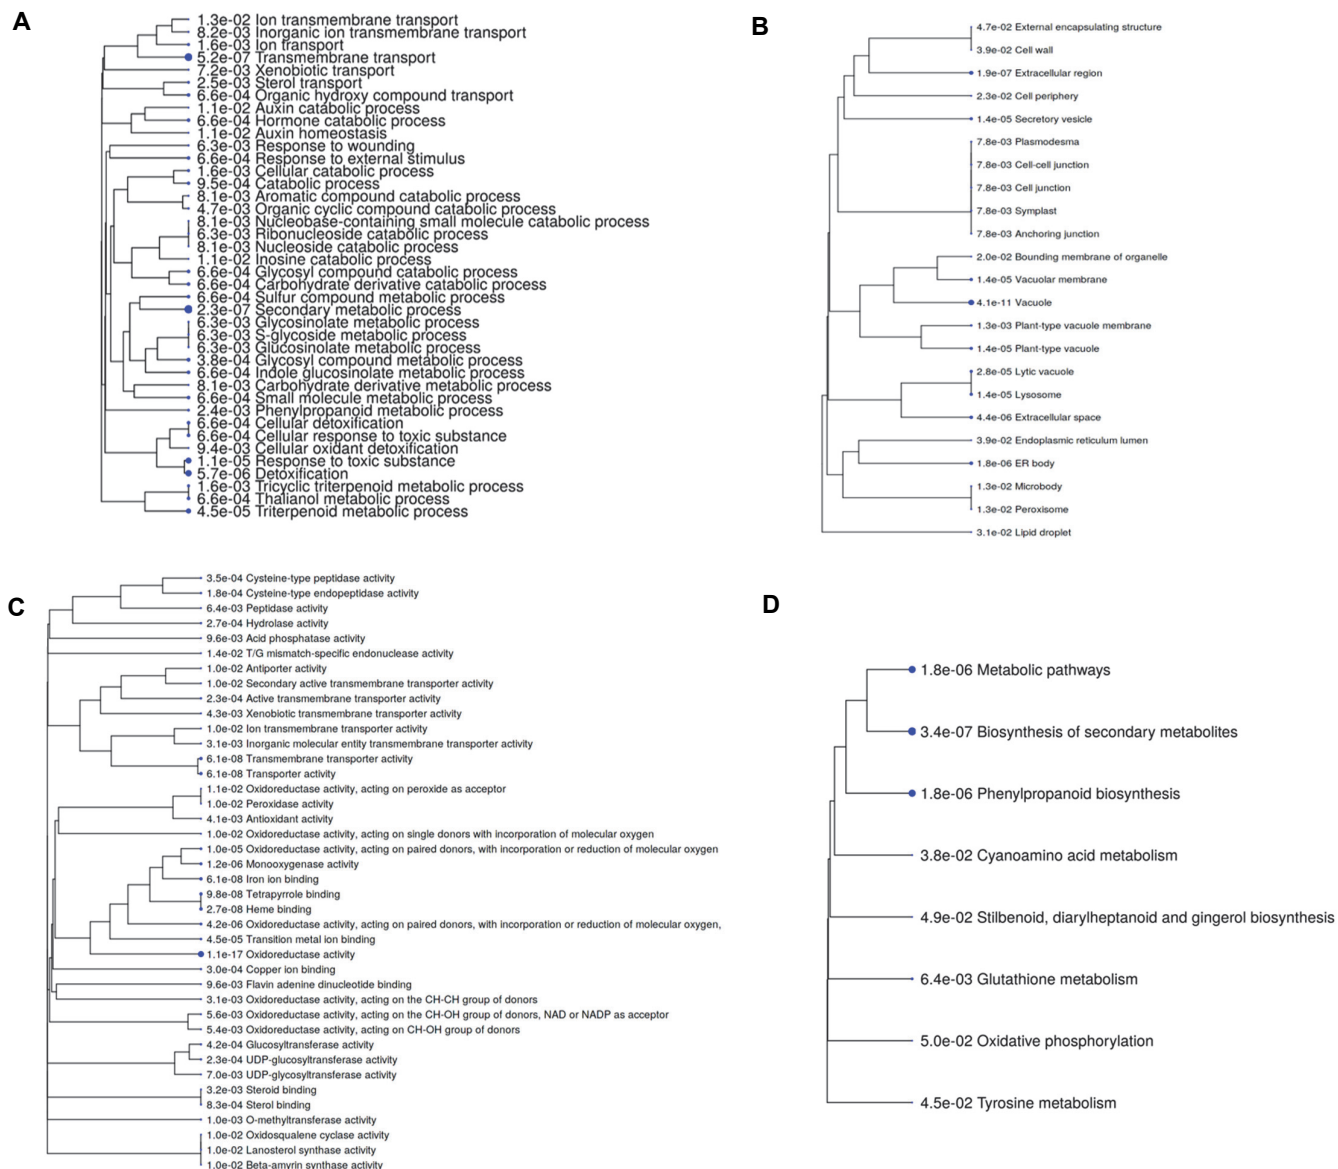 A
1.3e-02 Ion transmembrane transport
8.2e-03 Inorganic ion transmembrane transport
1.6e-03 Ion transport
5.2e-07 Transmembrane transport
7.2e-03 Xenobiotic transport
2.5e-03 Sterol transport
6.6e-04 Organic hydroxy compound transport
1.1e-02 Auxin catabolic process
6.6e-04 Hormone catabolic process
1.1e-02 Auxin homeostasis
6.3e-03 Response to wounding
6.6e-04 Response to external stimulus
1.6e-03 Cellular catabolic process
9.5e-04 Catabolic process
8.1e-03 Aromatic compound catabolic process
4.7e-03 Organic cyclic compound catabolic process
8.1e-03 Nucleobase-containing small molecule catabolic process
6.3e-03 Ribonucleoside catabolic process
8.1e-03 Nucleoside catabolic process
1.1e-02 Inosine catabolic process
6.6e-04 Glycosyl compound catabolic process
6.6e-04 Carbohydrate derivative catabolic process
6.6e-04 Sulfur compound metabolic process
2.3e-07 Secondary metabolic process
6.3e-03 Glycosinolate metabolic process
6.3e-03 S-glycoside metabolic process
6.3e-03 Glucosinolate metabolic process
3.8e-04 Glycosyl compound metabolic process
6.6e-04 Indole glucosinolate metabolic process
8.1e-03 Carbohydrate derivative metabolic process
6.6e-04 Small molecule metabolic process
2.4e-03 Phenylpropanoid metabolic process
6.6e-04 Cellular detoxification
6.6e-04 Cellular response to toxic substance
9.4e-03 Cellular oxidant detoxification
1.1e-05 Response to toxic substance
5.7e-06 Detoxification
1.6e-03 Tricyclic triterpenoid metabolic process
6.6e-04 Thalianol metabolic process
4.5e-05 Triterpenoid metabolic process
B
4.7e-02 External encapsulating structure
3.9e-02 Cell wall
1.9e-07 Extracellular region
2.3e-02 Cell periphery
1.4e-05 Secretory vesicle
7.8e-03 Plasmodesma
7.8e-03 Cell-cell junction
7.8e-03 Cell junction
7.8e-03 Symplast
7.8e-03 Anchoring junction
2.0e-02 Bounding membrane of organelle
1.4e-05 Vacuolar membrane
4.1e-11 Vacuole
1.3e-03 Plant-type vacuole membrane
1.4e-05 Plant-type vacuole
2.8e-05 Lytic vacuole
1.4e-05 Lysosome
4.4e-06 Extracellular space
3.9e-02 Endoplasmic reticulum lumen
1.8e-06 ER body
1.3e-02 Microbody
1.3e-02 Peroxisome
3.1e-02 Lipid droplet
C
3.5e-04 Cysteine-type peptidase activity
1.8e-04 Cysteine-type endopeptidase activity
6.4e-03 Peptidase activity
2.7e-04 Hydrolase activity
9.6e-03 Acid phosphatase activity
1.4e-02 T/G mismatch-specific endonuclease activity
1.0e-02 Antiporter activity
1.0e-02 Secondary active transmembrane transporter activity
2.3e-04 Active transmembrane transporter activity
4.3e-03 Xenobiotic transmembrane transporter activity
1.0e-02 Ion transmembrane transporter activity
3.1e-03 Inorganic molecular entity transmembrane transporter activity
6.1e-08 Transmembrane transporter activity
6.1e-08 Transporter activity
1.1e-02 Oxidoreductase activity, acting on peroxide as acceptor
1.0e-02 Peroxidase activity
4.1e-03 Antioxidant activity
1.0e-02 Oxidoreductase activity, acting on single donors with incorporation of molecular oxygen
1.0e-05 Oxidoreductase activity, acting on paired donors, with incorporation or reduction of molecular oxygen
1.2e-06 Monooxygenase activity
6.1e-08 Iron ion binding
9.8e-08 Tetrapyrrole binding
2.7e-08 Heme binding
4.2e-06 Oxidoreductase activity, acting on paired donors, with incorporation or reduction of molecular oxygen,
4.5e-05 Transition metal ion binding
1.1e-17 Oxidoreductase activity
3.0e-04 Copper ion binding
9.6e-03 Flavin adenine dinucleotide binding
3.1e-03 Oxidoreductase activity, acting on the CH-CH group of donors
5.6e-03 Oxidoreductase activity, acting on the CH-OH group of donors, NAD or NADP as acceptor
5.4e-03 Oxidoreductase activity, acting on CH-OH group of donors
4.2e-04 Glucosyltransferase activity
2.3e-04 UDP-glucosyltransferase activity
7.0e-03 UDP-glycosyltransferase activity
3.2e-03 Steroid binding
8.3e-04 Sterol binding
1.0e-03 O-methyltransferase activity
1.0e-02 Oxidosqualene cyclase activity
1.0e-02 Lanosterol synthase activity
1.0e-02 Beta-amyrin synthase activity
D
1.8e-06 Metabolic pathways
3.4e-07 Biosynthesis of secondary metabolites
1.8e-06 Phenylpropanoid biosynthesis
3.8e-02 Cyanoamino acid metabolism
4.9e-02 Stilbenoid, diarylheptanoid and gingerol biosynthesis
6.4e-03 Glutathione metabolism
5.0e-02 Oxidative phosphorylation
4.5e-02 Tyrosine metabolism